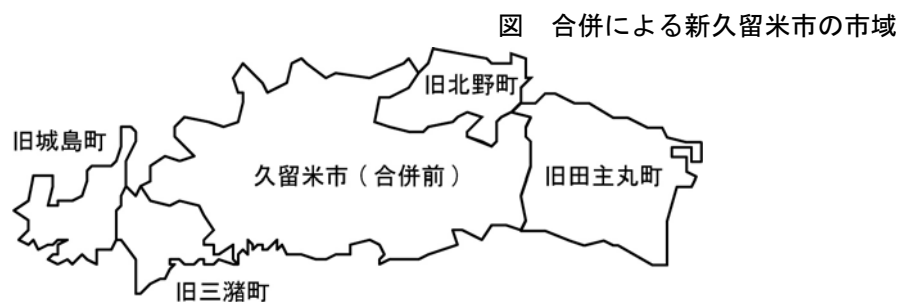 図 合併による新久留米市の市域
旧北野町
旧城島町
久留米市(合併前)
旧田主丸町
旧三潴町